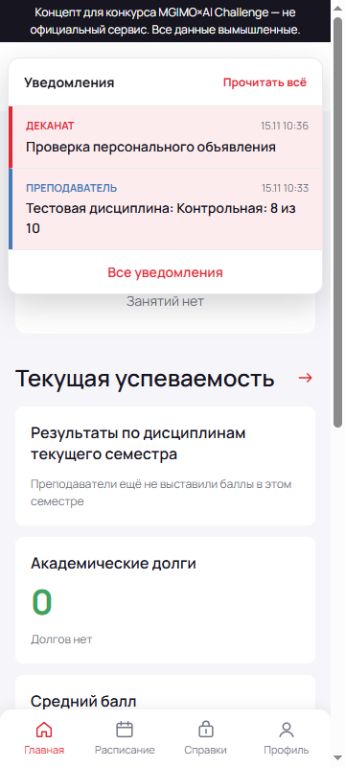 Концепт для конкурса MGIMO×AI Challenge — не
официальный сервис. Все данные вымышленные.
Уведомления
Прочитать всё
ДЕКАНАТ
15.11 10:36
Проверка персонального объявления
ПРЕПОДАВАТЕЛЬ
15.11 10:33
Тестовая дисциплина: Контрольная: 8 из
10
Все уведомления
Занятий нет
Текущая успеваемость
Результаты по дисциплинам
текущего семестра
Преподаватели ещё не выставили баллы в этом
семестре
Академические долги
0
Долгов нет
Средний балл
Главная
Расписание
Справки
Профиль